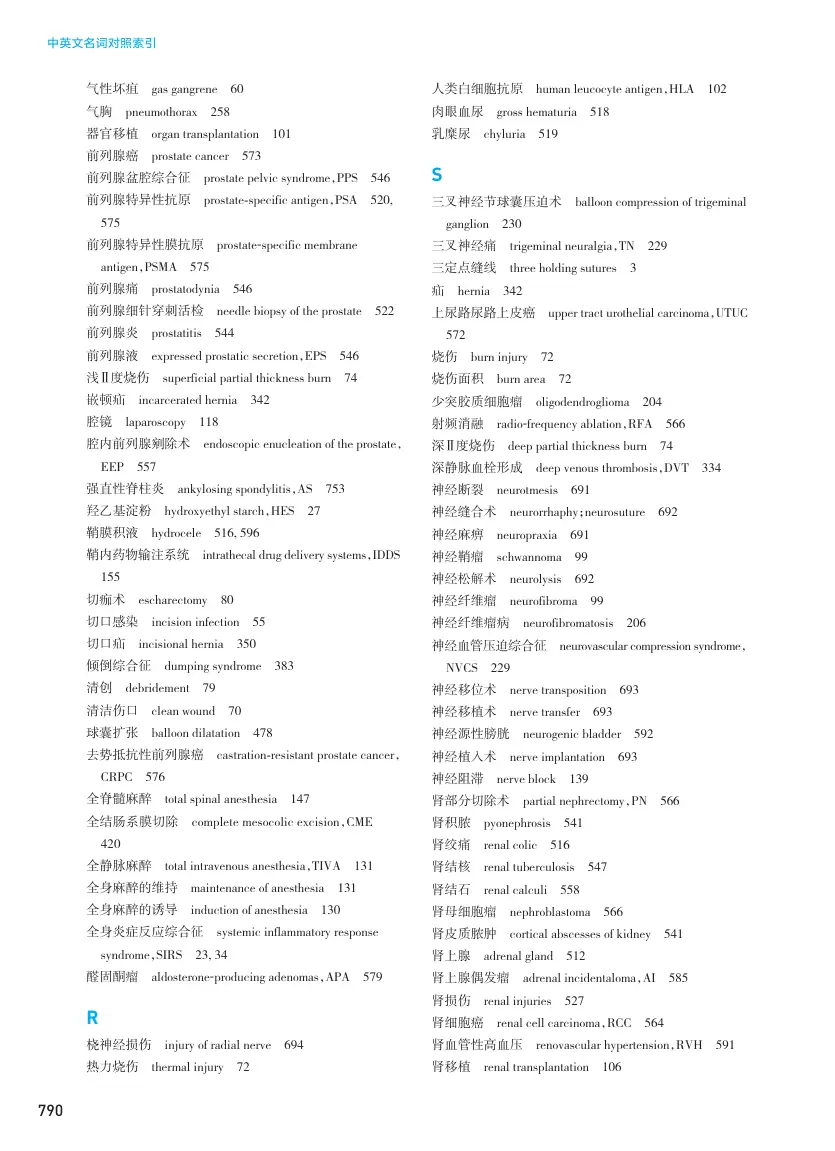 中英文名词对照索引
气性坏疽 gas gangrene 60
气胸 pneumothorax 258
器官移植 organ transplantation 101
前列腺癌 prostate cancer 573
前列腺盆腔综合征 prostate pelvic syndrome,PPS 546
前列腺特异性抗原 prostate-specific antigen,PSA 520,
575
前列腺特异性膜抗原 prostate-specific membrane
antigen,PSMA 575
前列腺痛 prostatodynia 546
前列腺细针穿刺活检 needle biopsy of the prostate 522
前列腺炎 prostatitis 544
前列腺液 expressed prostatic secretion,EPS 546
浅Ⅱ度烧伤 superficial partial thickness burn 74
嵌顿疝 incarcerated hernia 342
腔镜 laparoscopy 118
腔内前列腺剜除术 endoscopic enucleation of the prostate,
EEP 557
强直性脊柱炎 ankylosing spondylitis,AS 753
羟乙基淀粉 hydroxyethyl starch,HES 27
鞘膜积液 hydrocele 516,596
鞘内药物输注系统 intrathecal drug delivery systems,IDDS
155
切痂术 escharectomy 80
切口感染 incision infection 55
切口疝 incisional hernia 350
倾倒综合征 dumping syndrome 383
清创 debridement 79
清洁伤口 clean wound 70
球囊扩张 balloon dilatation 478
去势抵抗性前列腺癌 castration-resistant prostate cancer,
CRPC 576
全脊髓麻醉 total spinal anesthesia 147
全结肠系膜切除 complete mesocolic excision,CME
420
全静脉麻醉 total intravenous anesthesia,TIVA 131
全身麻醉的维持 maintenance of anesthesia 131
全身麻醉的诱导 induction of anesthesia 130
全身炎症反应综合征 systemic inflammatory response
syndrome,SIRS 23,34
醛固酮瘤 aldosterone-producing adenomas,APA 579
R
桡神经损伤 injury of radial nerve 694
热力烧伤 thermal injury 72
人类白细胞抗原 human leucocyte antigen,HLA 102
肉眼血尿 gross hematuria 518
乳糜尿 chyluria 519
S
三叉神经节球囊压迫术 balloon compression of trigeminal
ganglion 230
三叉神经痛 trigeminal neuralgia,TN 229
三定点缝线 three holding sutures 3
疝 hernia 342
上尿路尿路上皮癌 upper tract urothelial carcinoma,UTUC
572
烧伤 burn injury 72
烧伤面积 burn area 72
少突胶质细胞瘤 oligodendroglioma 204
射频消融 radio-frequency ablation,RFA 566
深Ⅱ度烧伤 deep partial thickness burn 74
深静脉血栓形成 deep venous thrombosis,DVT 334
神经断裂 neurotmesis 691
神经缝合术 neurorrhaphy;neurosuture 692
神经麻痹 neuropraxia 691
神经鞘瘤 schwannoma 99
神经松解术 neurolysis 692
神经纤维瘤 neurofibroma 99
神经纤维瘤病 neurofibromatosis 206
神经血管压迫综合征 neurovascular compression syndrome,
NVCS 229
神经移位术 nerve transposition 693
神经移植术 nerve transfer 693
神经源性膀胱 neurogenic bladder 592
神经植入术 nerve implantation 693
神经阻滞 nerve block 139
肾部分切除术 partial nephrectomy,PN 566
肾积脓 pyonephrosis 541
肾绞痛 renal colic 516
肾结核 renal tuberculosis 547
肾结石 renal calculi 558
肾母细胞瘤 nephroblastoma 566
肾皮质脓肿 cortical abscesses of kidney 541
肾上腺 adrenal gland 512
肾上腺偶发瘤 adrenal incidentaloma,AI 585
肾损伤 renal injuries 527
肾细胞癌 renal cell carcinoma,RCC 564
肾血管性高血压 renovascular hypertension,RVH 591
肾移植 renal transplantation 106
790